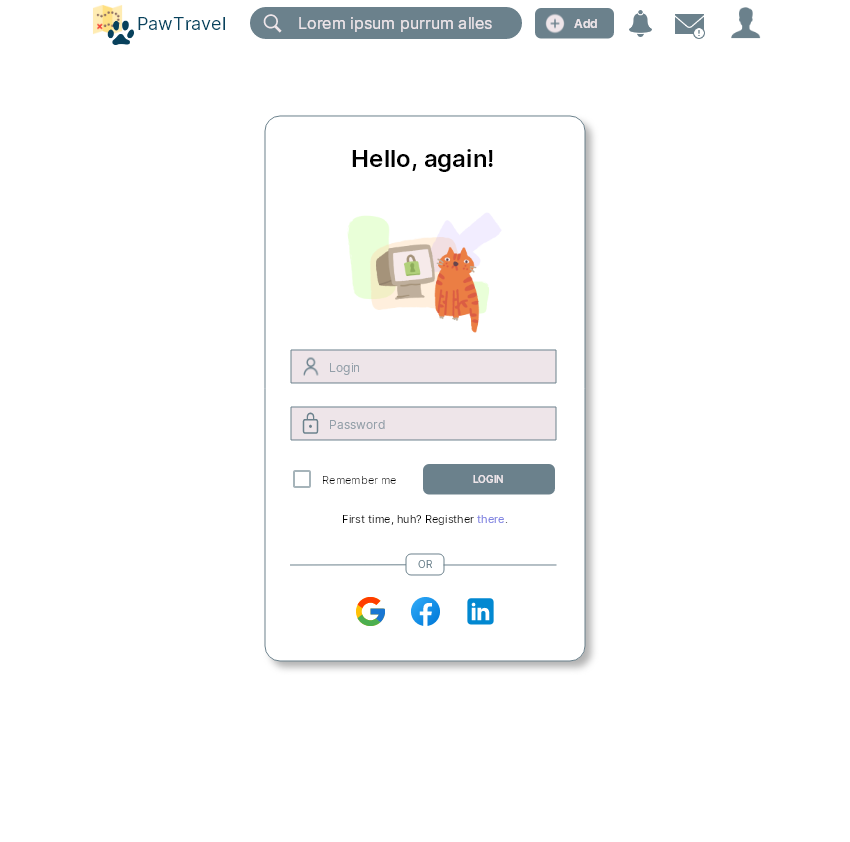 PawTravel
Lorem ipsum purrum alles
Add
Hello, again!
Login
Password
Remember me
LOGIN
First time, huh? Registher there.
OR